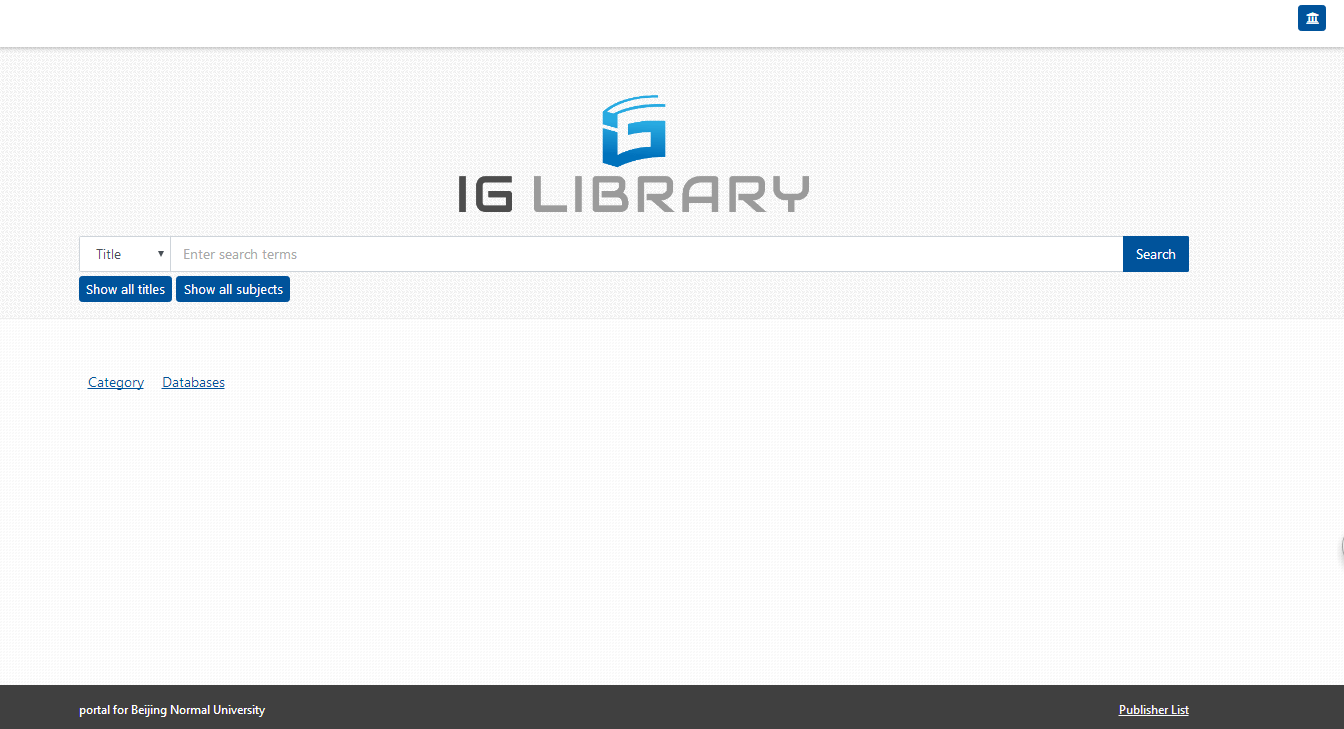 IG LIBRARY
Title Enter search terms Search
Show all titles Show all subjects
Category Databases
portal for Beijing Normal University Publisher List